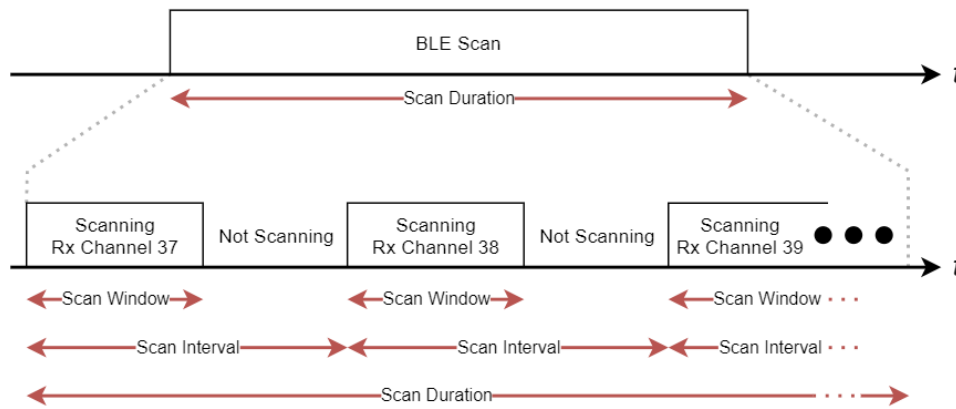 BLE Scan
t
Scan Duration
Scanning
Rx Channel 37
Not Scanning
Scanning
Rx Channel 38
Not Scanning
Scanning
Rx Channel 39
t
Scan Window
Scan Window
Scan Window
Scan Interval
Scan Interval
Scan Interval
Scan Duration